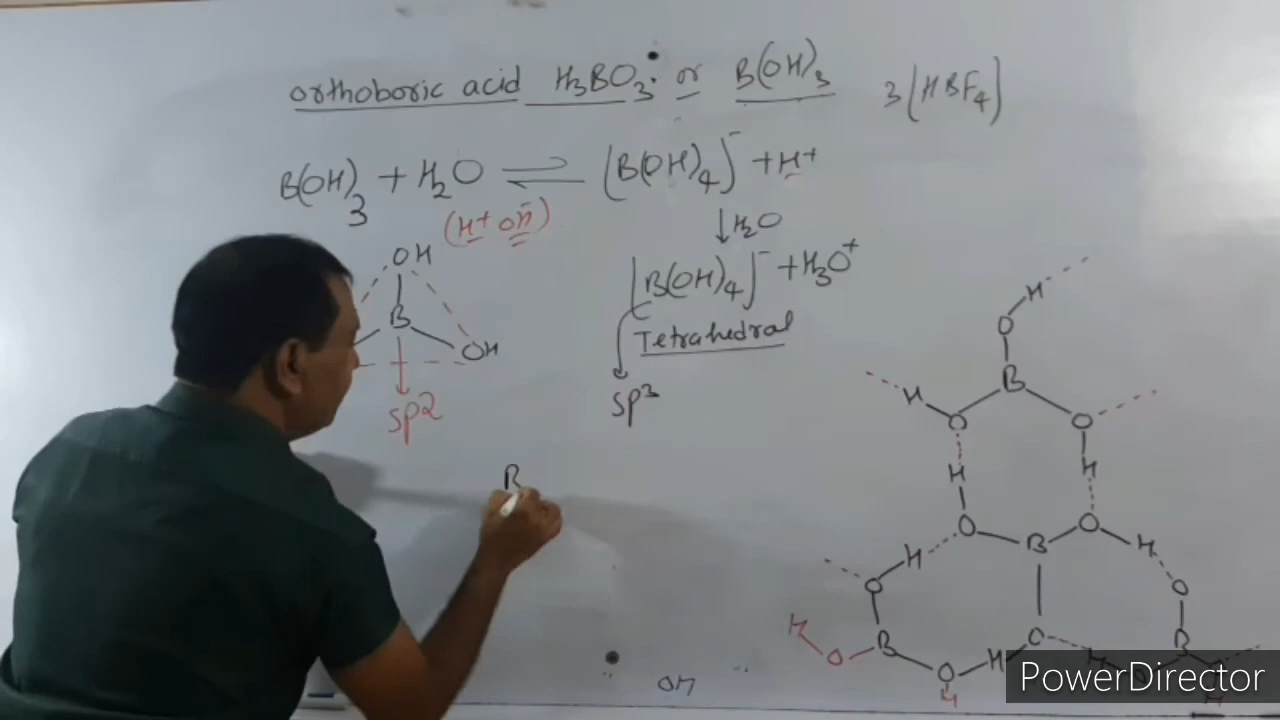 orthoboric acid H₃BO₃. or B(OH)₃ 3(HBF₄)
B(OH)₃ + H₂O ⇌ [B(OH)₄]⁻ + H⁺
(H⁺ OH⁻)
↓H₂O
[B(OH)₄]⁻ + H₃O⁺
Tetrahedral
sp³
OH
B
OH
sp2
B
OH
H
O
B
H
O
O
H
H
O
B
O
H
H
O
O
H
O
B
O
H
O
H
B
H
O
H
H
PowerDirector